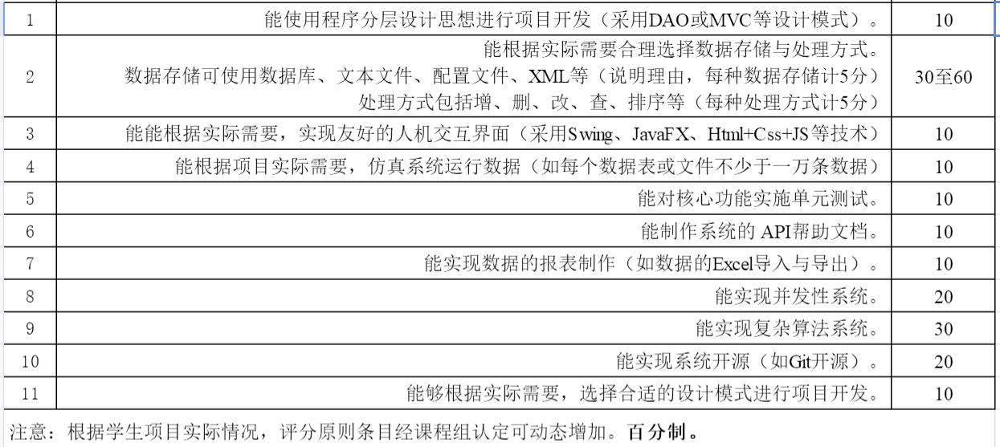 1 能使用程序分层设计思想进行项目开发（采用DAO或MVC等设计模式）。 10
能根据实际需要合理选择数据存储与处理方式。
2 数据存储可使用数据库、文本文件、配置文件、XML等（说明理由，每种数据存储计5分） 30至60
处理方式包括增、删、改、查、排序等（每种处理方式计5分）
3 能能根据实际需要，实现友好的人机交互界面（采用Swing、JavaFX、Html+Css+JS等技术） 10
4 能根据项目实际需要，仿真系统运行数据（如每个数据表或文件不少于一万条数据） 10
5 能对核心功能实施单元测试。 10
6 能制作系统的 API帮助文档。 10
7 能实现数据的报表制作（如数据的Excel导入与导出）。 10
8 能实现并发性系统。 20
9 能实现复杂算法系统。 30
10 能实现系统开源（如Git开源）。 20
11 能够根据实际需要，选择合适的设计模式进行项目开发。 10
注意：根据学生项目实际情况，评分原则条目经课程组认定可动态增加。百分制。